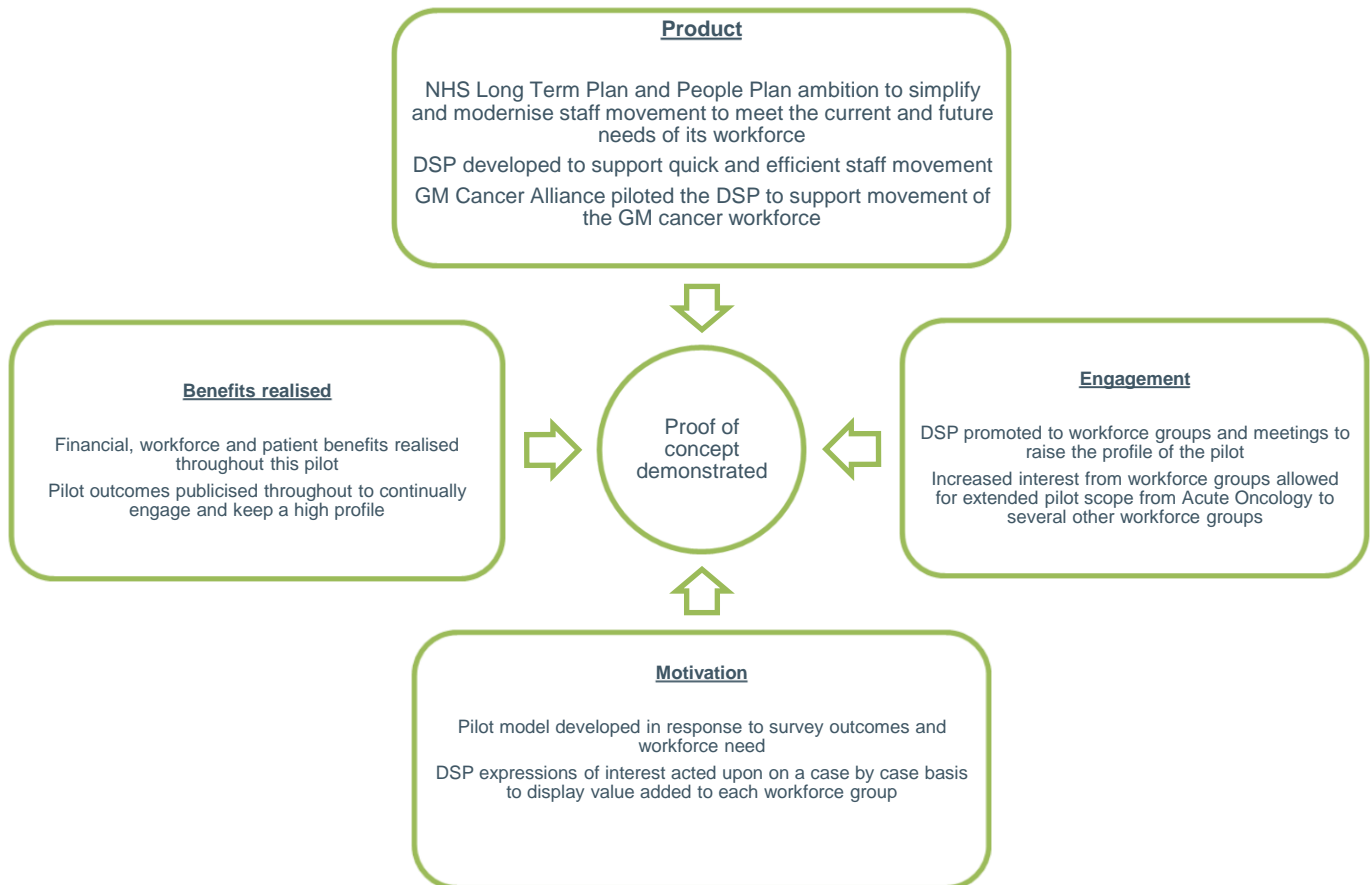 Product
NHS Long Term Plan and People Plan ambition to simplify
and modernise staff movement to meet the current and future
needs of its workforce
DSP developed to support quick and efficient staff movement
GM Cancer Alliance piloted the DSP to support movement of
the GM cancer workforce
Benefits realised
Financial, workforce and patient benefits realised
throughout this pilot
Pilot outcomes publicised throughout to continually
engage and keep a high profile
Proof of
concept
demonstrated
Engagement
DSP promoted to workforce groups and meetings to
raise the profile of the pilot
Increased interest from workforce groups allowed
for extended pilot scope from Acute Oncology to
several other workforce groups
Motivation
Pilot model developed in response to survey outcomes and
workforce need
DSP expressions of interest acted upon on a case by case basis
to display value added to each workforce group